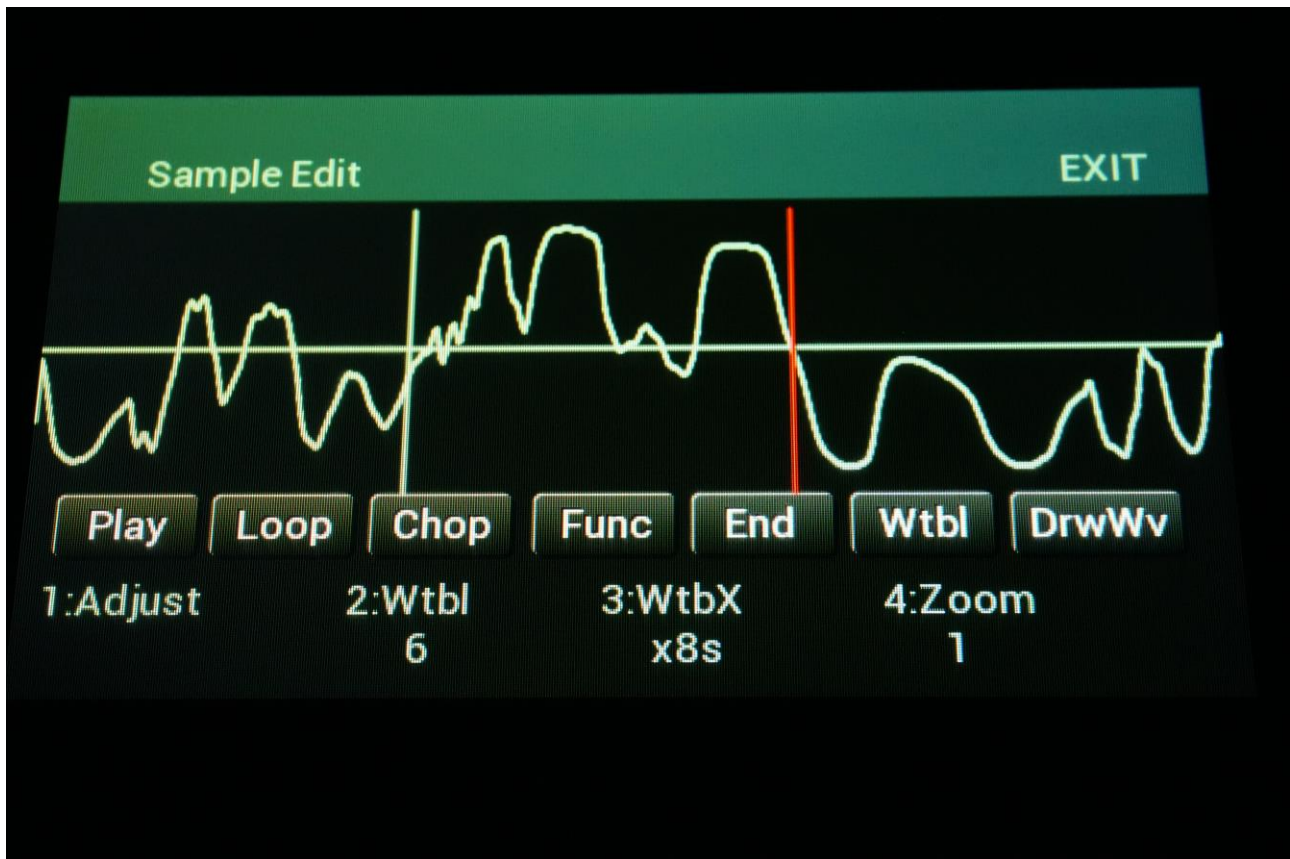 Sample Edit EXIT
Play Loop Chop Func End Wtbl DrwWv
1:Adjust 2:Wtbl 3:WtbX 4:Zoom
6 x8s 1